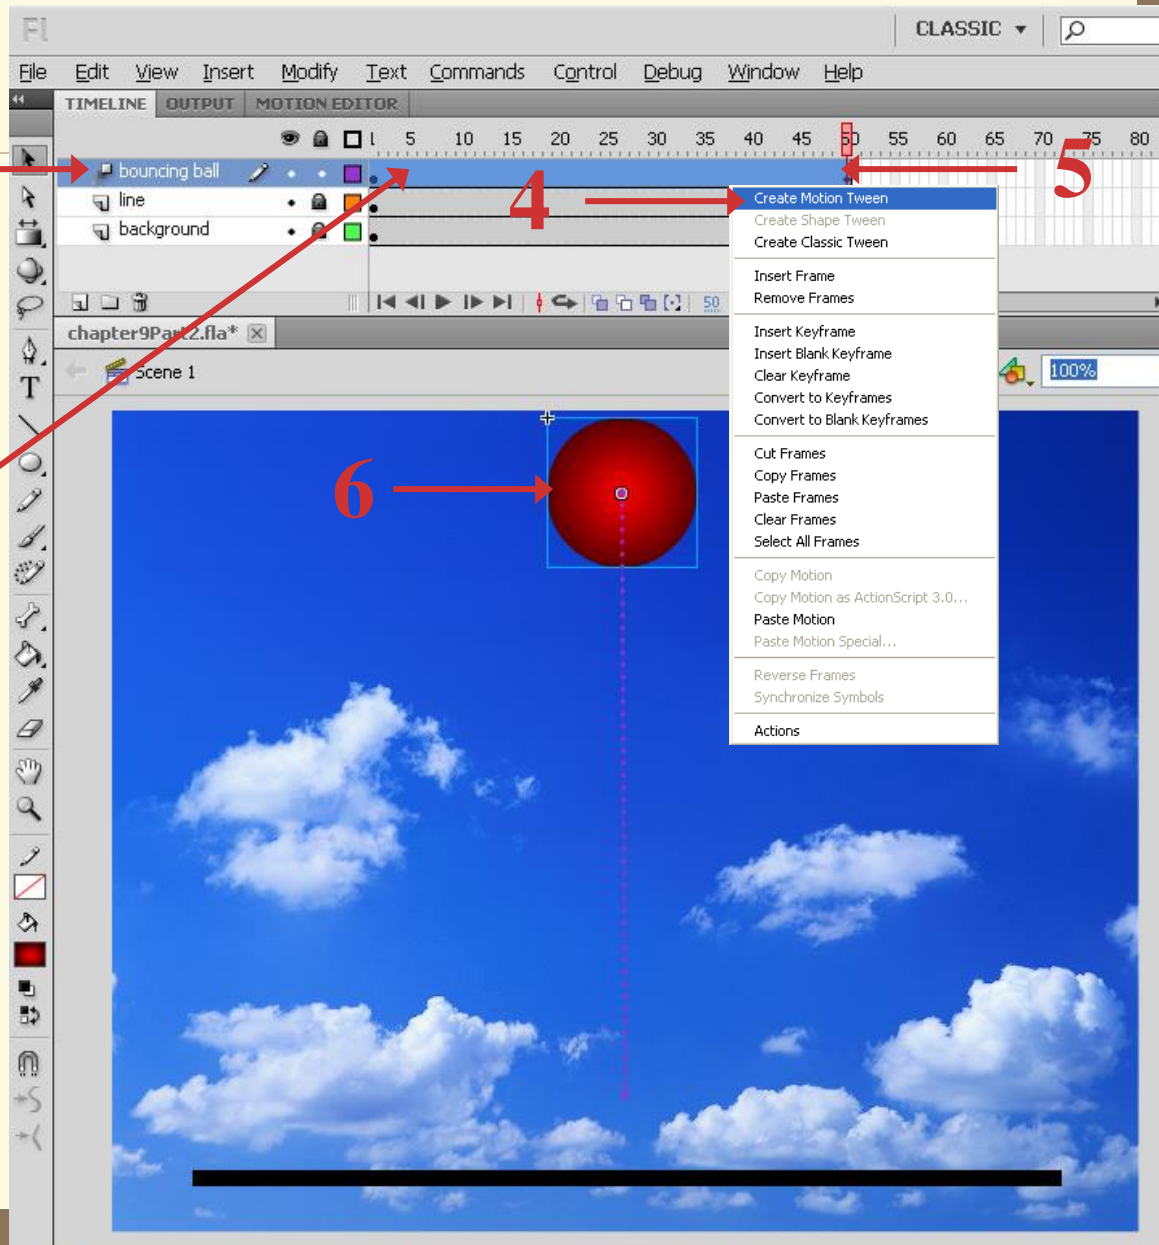 Fl
CLASSIC
File Edit View Insert Modify Text Commands Control Debug Window Help
TIMELINE OUTPUT MOTION EDITOR
1 5 10 15 20 25 30 35 40 45 50 55 60 65 70 75 80
bouncing ball
line
background
4
5
50
chapter9Part2.fla*
Scene 1
100%
Create Motion Tween
Create Shape Tween
Create Classic Tween
Insert Frame
Remove Frames
Insert Keyframe
Insert Blank Keyframe
Clear Keyframe
Convert to Keyframes
Convert to Blank Keyframes
Cut Frames
Copy Frames
Paste Frames
Clear Frames
Select All Frames
Copy Motion
Copy Motion as ActionScript 3.0...
Paste Motion
Paste Motion Special...
Reverse Frames
Synchronize Symbols
Actions
6
T